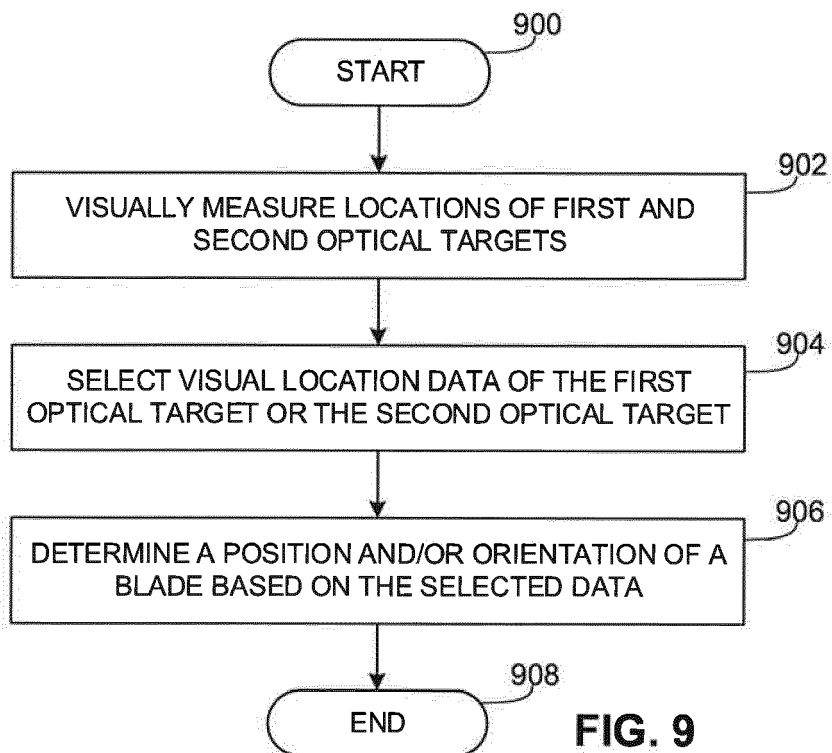 900
START
902
VISUALLY MEASURE LOCATIONS OF FIRST AND
SECOND OPTICAL TARGETS
904
SELECT VISUAL LOCATION DATA OF THE FIRST
OPTICAL TARGET OR THE SECOND OPTICAL TARGET
906
DETERMINE A POSITION AND/OR ORIENTATION OF A
BLADE BASED ON THE SELECTED DATA
908
END
FIG. 9